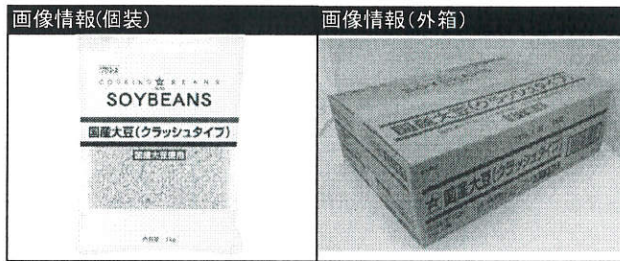 画像情報(個装)
COOKING BEANS
SOYBEANS
国産大豆(クラッシュタイプ)
国産大豆使用
内容量 1kg
画像情報(外箱)
国産大豆(クラッシュタイプ)
☆国産大豆(クラッシュタイプ)